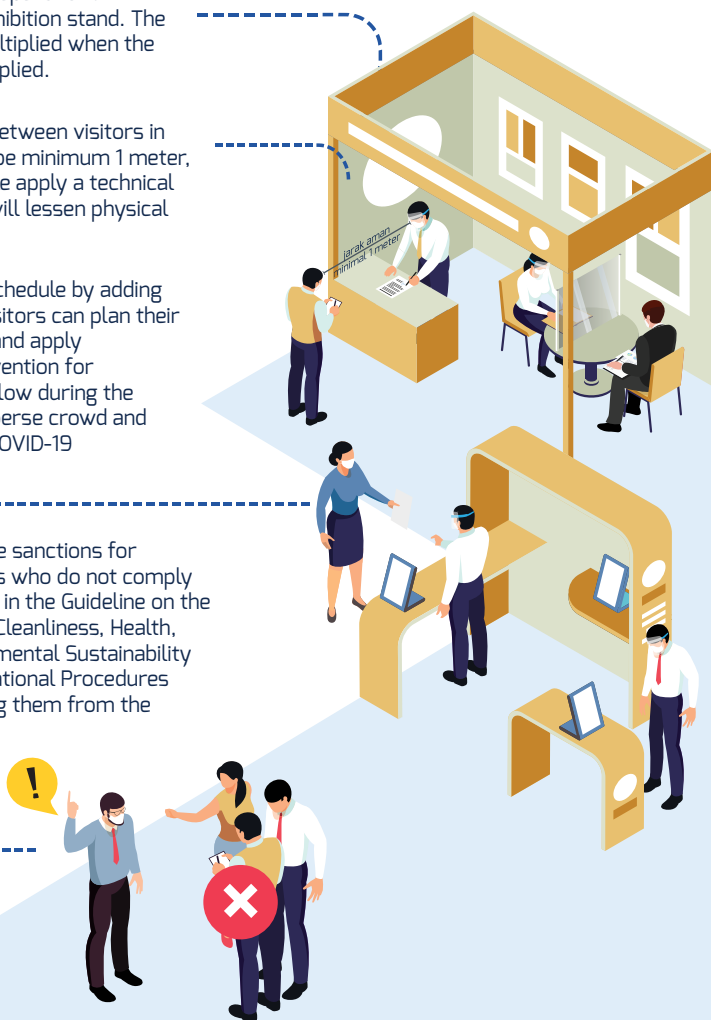 hibition stand. The
ltiplied when the
plied.
etween visitors in
be minimum 1 meter,
e apply a technical
vill lessen physical
jarak aman
minimal 1 meter
chedule by adding
sitors can plan their
and apply
vention for
low during the
perse crowd and
OVID-19
e sanctions for
s who do not comply
in the Guideline on the
Cleanliness, Health,
mental Sustainability
ational Procedures
g them from the
!